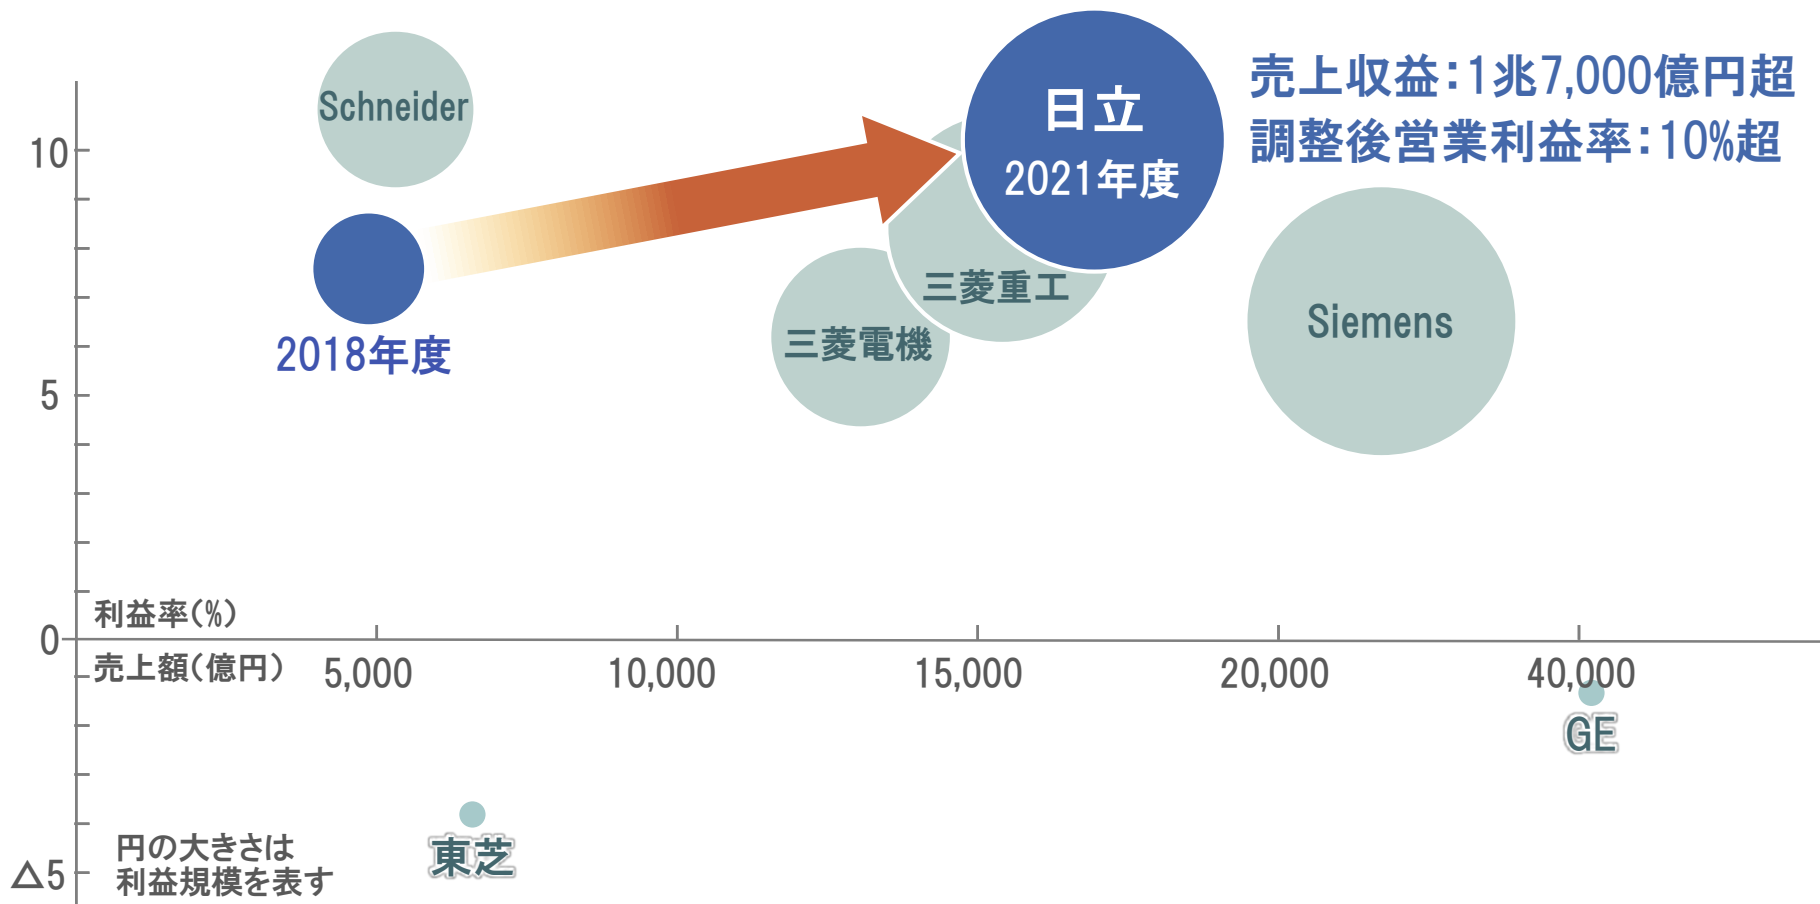 Schneider
日立
2021年度
売上収益：1兆7,000億円超
調整後営業利益率：10%超
10
2018年度
三菱重工
三菱電機
Siemens
5
利益率(%)
0
売上額(億円)
5,000
10,000
15,000
20,000
40,000
GE
東芝
円の大きさは
利益規模を表す
△5